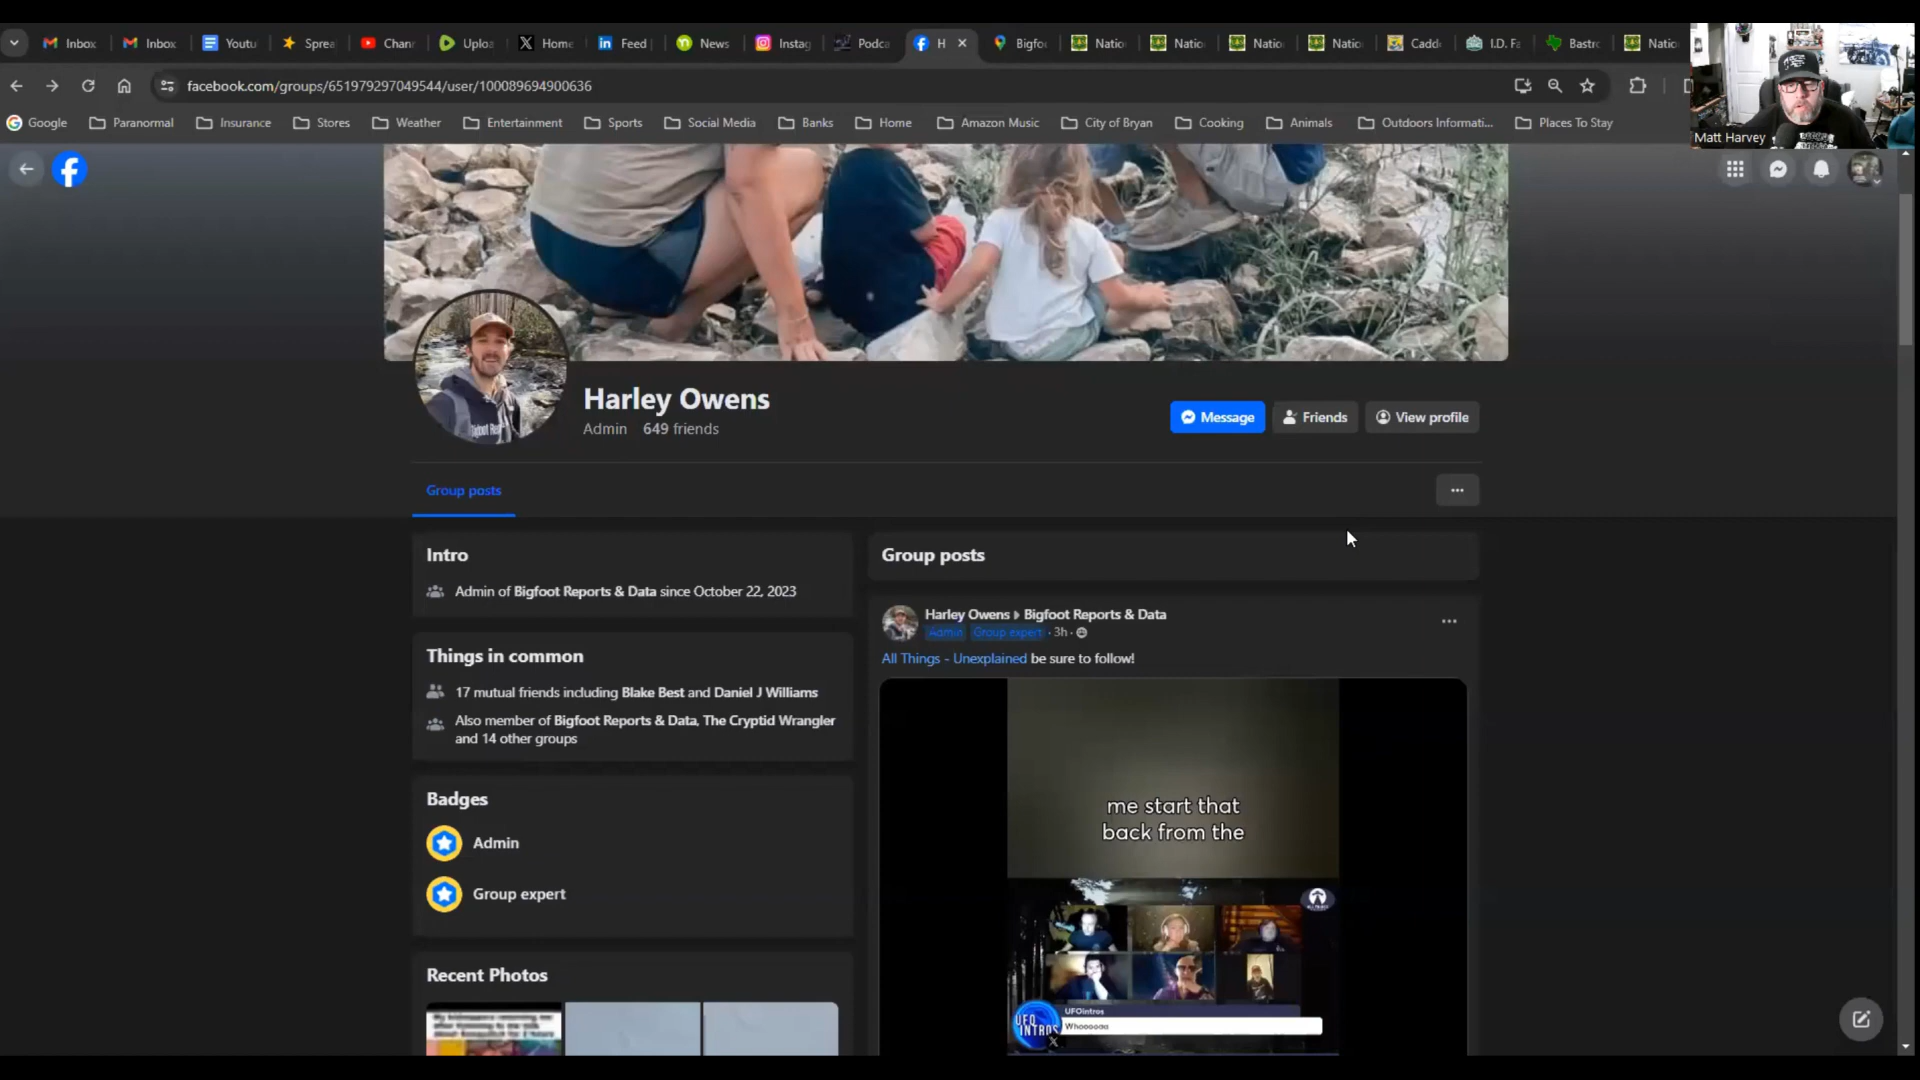 Inbox
Inbox
Youtu
Sprea
Chan
Uploa
Home
Feed
News
Instag
Podca
H
Bigfo
Natio
Natio
Natio
Natio
Cadd
I.D. Fa
Bastro
Natio
facebook.com/groups/651979297049544/user/100089694900636
Google
Paranormal
Insurance
Stores
Weather
Entertainment
Sports
Social Media
Banks
Home
Amazon Music
City of Bryan
Cooking
Animals
Outdoors Informati...
Places To Stay
Matt Harvey
Harley Owens
Admin 649 friends
Message
Friends
View profile
Group posts
Intro
Admin of Bigfoot Reports & Data since October 22, 2023
Things in common
17 mutual friends including Blake Best and Daniel J Williams
Also member of Bigfoot Reports & Data, The Cryptid Wrangler
and 14 other groups
Badges
Admin
Group expert
Recent Photos
Group posts
Harley Owens Bigfoot Reports & Data
Admin Group expert · 3h ·
All Things - Unexplained be sure to follow!
me start that
back from the
UFOintros
Whoooooa
UFO
INTROS